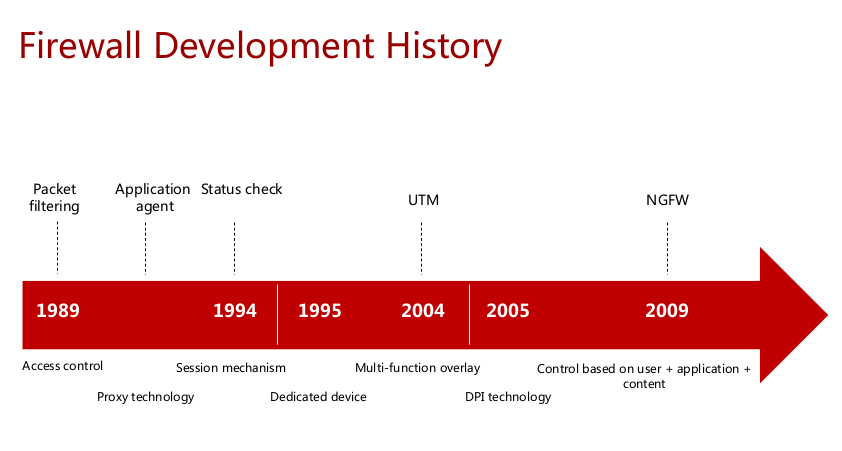 Firewall Development History
Packet
filtering
Application
agent
Status check
UTM
NGFW
1989
1994
1995
2004
2005
2009
Access control
Proxy technology
Session mechanism
Dedicated device
Multi-function overlay
DPI technology
Control based on user + application +
content